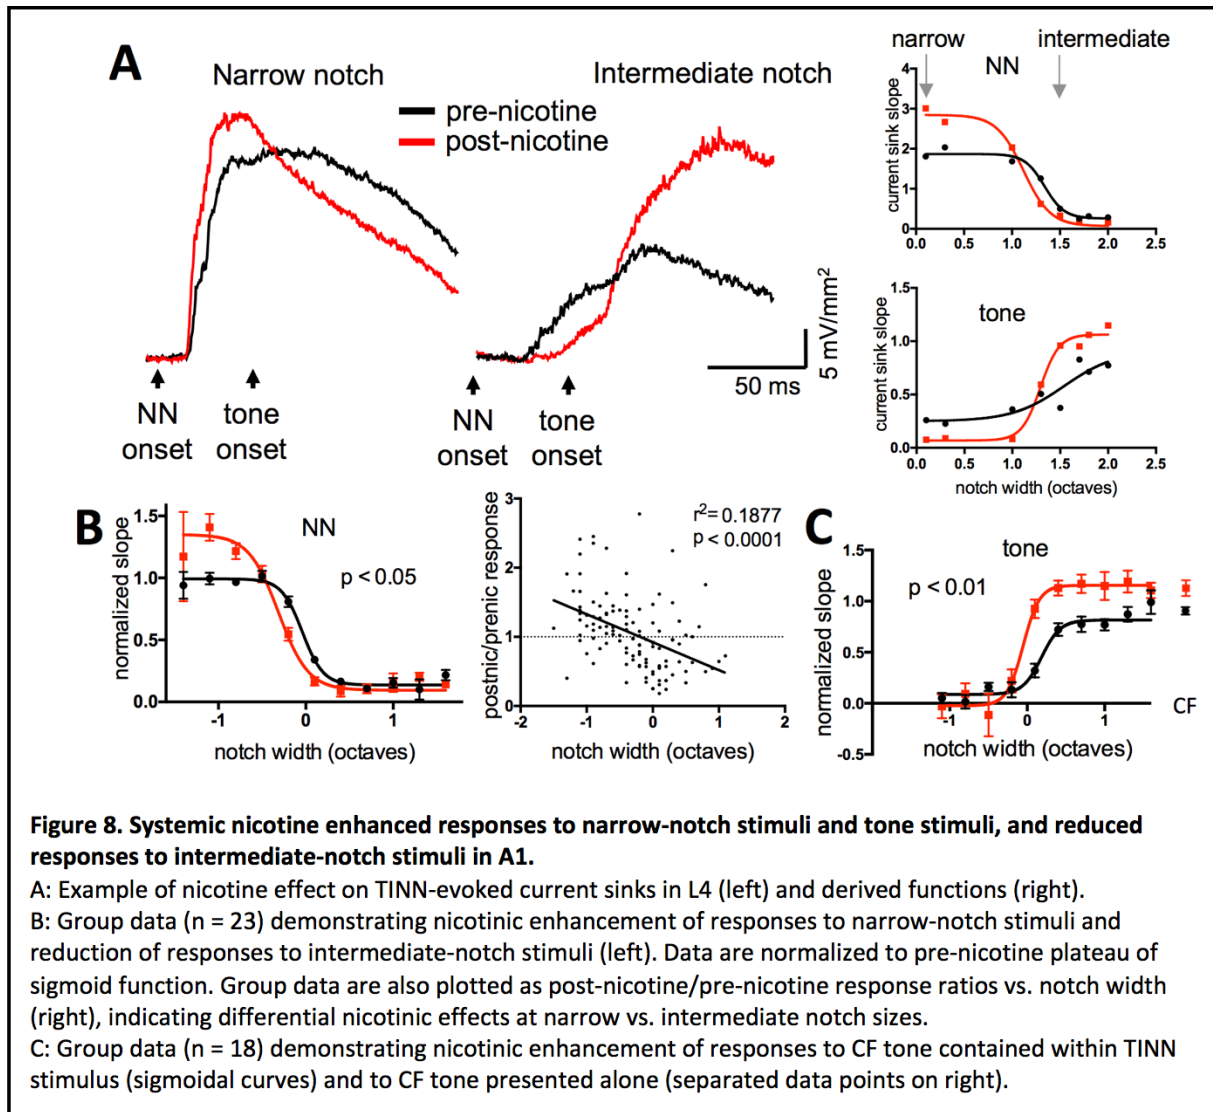 A
Narrow notch
Intermediate notch
pre-nicotine
post-nicotine
NN
onset
tone
onset
NN
onset
tone
onset
50 ms
5 mV/mm2
narrow
intermediate
NN
current sink slope
4
3
2
1
0
0.0 0.5 1.0 1.5 2.0 2.5
tone
current sink slope
1.5
1.0
0.5
0.0
0.0 0.5 1.0 1.5 2.0 2.5
notch width (octaves)
B
NN
p < 0.05
normalized slope
1.5
1.0
0.5
0.0
-1 0 1
notch width (octaves)
postnic/prenic response
3
2
1
0
r2= 0.1877
p < 0.0001
-2 -1 0 1 2
notch width (octaves)
C
tone
p < 0.01
normalized slope
1.5
1.0
0.5
0.0
-0.5
-1 0 1
CF
notch width (octaves)
Figure 8. Systemic nicotine enhanced responses to narrow-notch stimuli and tone stimuli, and reduced
responses to intermediate-notch stimuli in A1.
A: Example of nicotine effect on TINN-evoked current sinks in L4 (left) and derived functions (right).
B: Group data (n = 23) demonstrating nicotinic enhancement of responses to narrow-notch stimuli and
reduction of responses to intermediate-notch stimuli (left). Data are normalized to pre-nicotine plateau of
sigmoid function. Group data are also plotted as post-nicotine/pre-nicotine response ratios vs. notch width
(right), indicating differential nicotinic effects at narrow vs. intermediate notch sizes.
C: Group data (n = 18) demonstrating nicotinic enhancement of responses to CF tone contained within TINN
stimulus (sigmoidal curves) and to CF tone presented alone (separated data points on right).